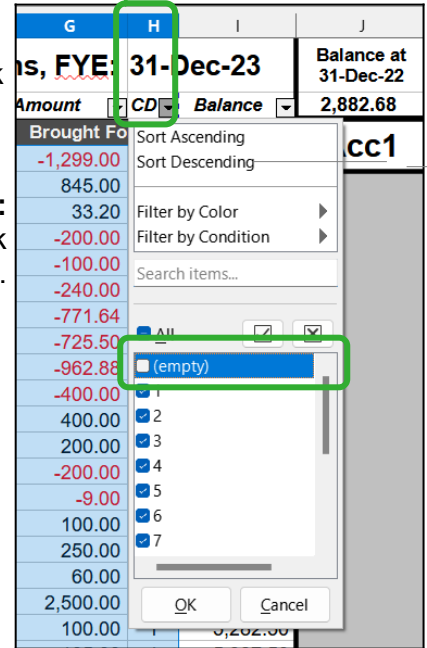 G H I J
ns, FYE: 31-Dec-23 Balance at
31-Dec-22
Amount CD Balance 2,882.68
Brought Fo
Sort Ascending
cc1
-1,299.00
Sort Descending
845.00
33.20
Filter by Color
-200.00
Filter by Condition
-100.00
Search items...
-240.00
-771.64
All
-725.50
-962.88
(empty)
-400.00
1
400.00
2
200.00
3
-200.00
4
-9.00
5
100.00
6
250.00
7
60.00
2,500.00
OK Cancel
100.00